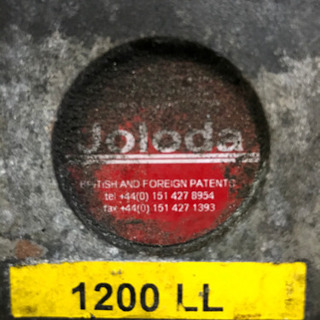 Joloda
BRITISH AND FOREIGN PATENTS
tel +44(0) 151 427 8954
fax +44(0) 151 427 1393
1200 LL